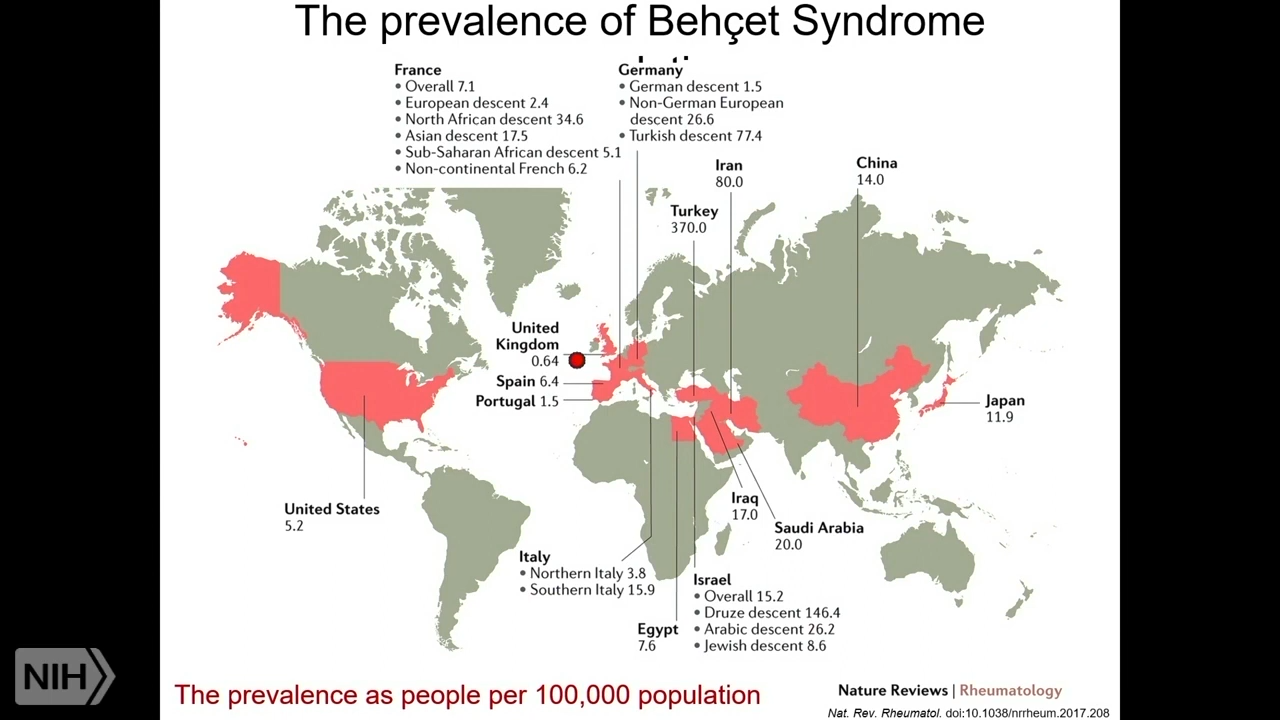 The prevalence of Behçet Syndrome
France
• Overall 7.1
• European descent 2.4
• North African descent 34.6
• Asian descent 17.5
• Sub-Saharan African descent 5.1
• Non-continental French 6.2
Germany
• German descent 1.5
• Non-German European
descent 26.6
• Turkish descent 77.4
Iran
80.0
China
14.0
Turkey
370.0
United
Kingdom
0.64
Spain 6.4
Portugal 1.5
Japan
11.9
United States
5.2
Iraq
17.0
Saudi Arabia
20.0
Italy
• Northern Italy 3.8
• Southern Italy 15.9
Israel
• Overall 15.2
• Druze descent 146.4
• Arabic descent 26.2
• Jewish descent 8.6
Egypt
7.6
NIH
The prevalence as people per 100,000 population
Nature Reviews | Rheumatology
Nat. Rev. Rheumatol. doi:10.1038/nrrheum.2017.208